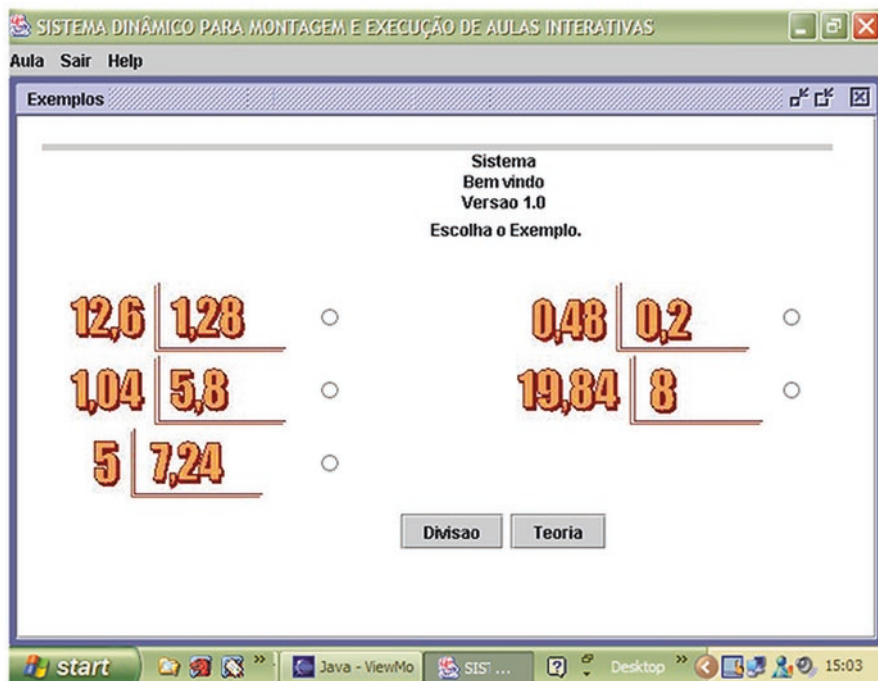 SISTEMA DINÂMICO PARA MONTAGEM E EXECUÇÃO DE AULAS INTERATIVAS
Aula Sair Help
Exemplos
Sistema
Bem vindo
Versao 1.0
Escolha o Exemplo.
12,6 1,28
0,48 0,2
1,04 5,8
19,84 8
5 7,24
Divisao Teoria
start » Java - ViewMo SIST ... Desktop » 15:03